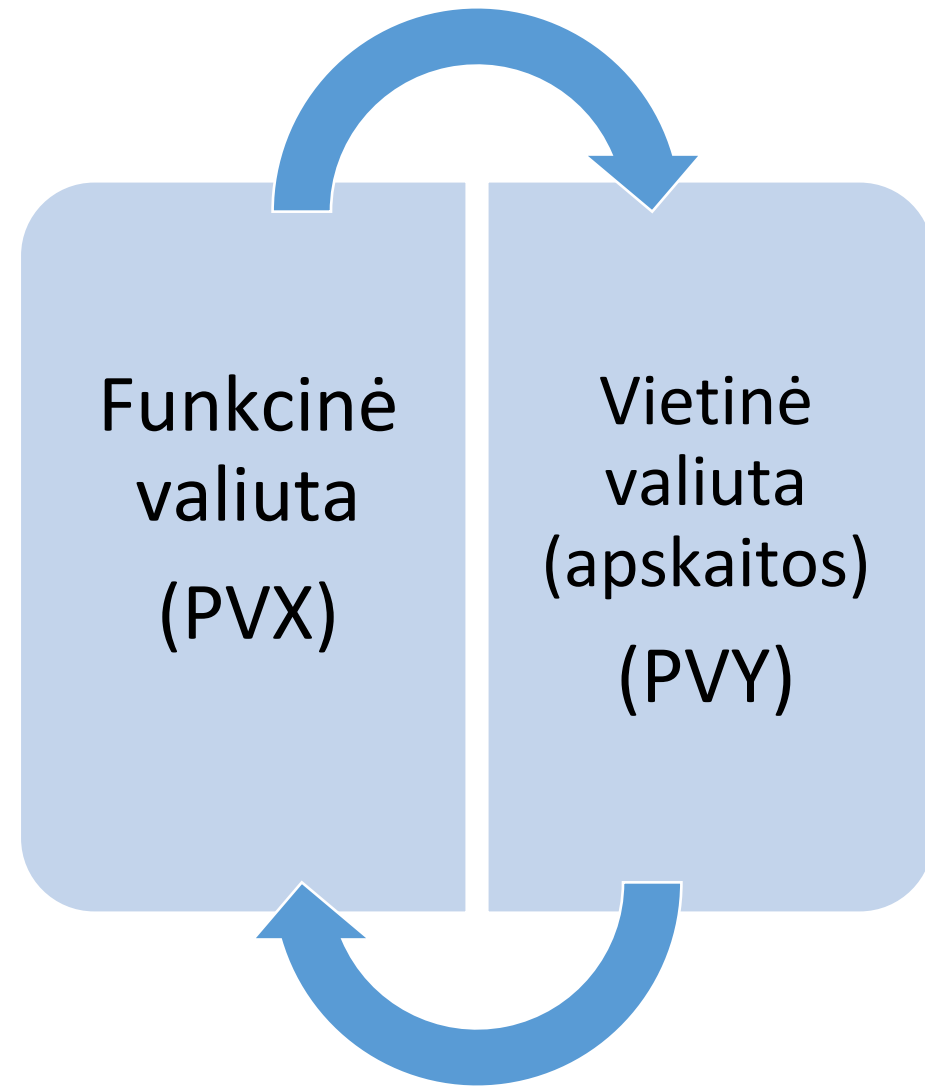 Funkcinė
valiuta
(PVX)
Vietinė
valiuta
(apskaitos)
(PVY)